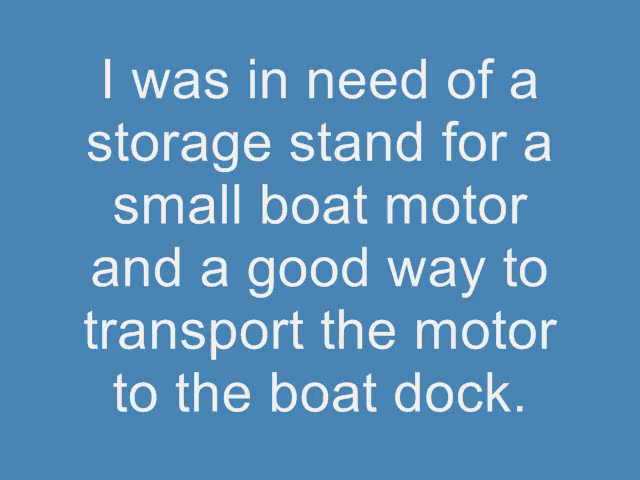 I was in need of a
storage stand for a
small boat motor
and a good way to
transport the motor
to the boat dock.